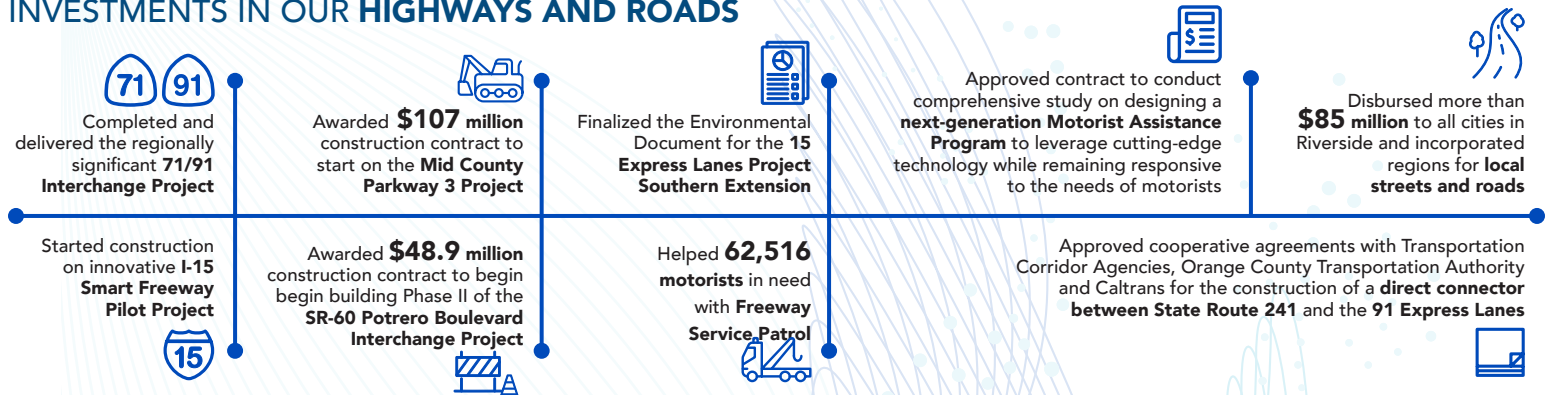 INVESTMENTS IN OUR HIGHWAYS AND ROADS
71 91
Completed and
delivered the regionally
significant 71/91
Interchange Project
Awarded $107 million
construction contract to
start on the Mid County
Parkway 3 Project
Finalized the Environmental
Document for the 15
Express Lanes Project
Southern Extension
$
Approved contract to conduct
comprehensive study on designing a
next-generation Motorist Assistance
Program to leverage cutting-edge
technology while remaining responsive
to the needs of motorists
Disbursed more than
$85 million to all cities in
Riverside and incorporated
regions for local
streets and roads
Started construction
on innovative I-15
Smart Freeway
Pilot Project
15
Awarded $48.9 million
construction contract to begin
begin building Phase II of the
SR-60 Potrero Boulevard
Interchange Project
Helped 62,516
motorists in need
with Freeway
Service Patrol
Approved cooperative agreements with Transportation
Corridor Agencies, Orange County Transportation Authority
and Caltrans for the construction of a direct connector
between State Route 241 and the 91 Express Lanes